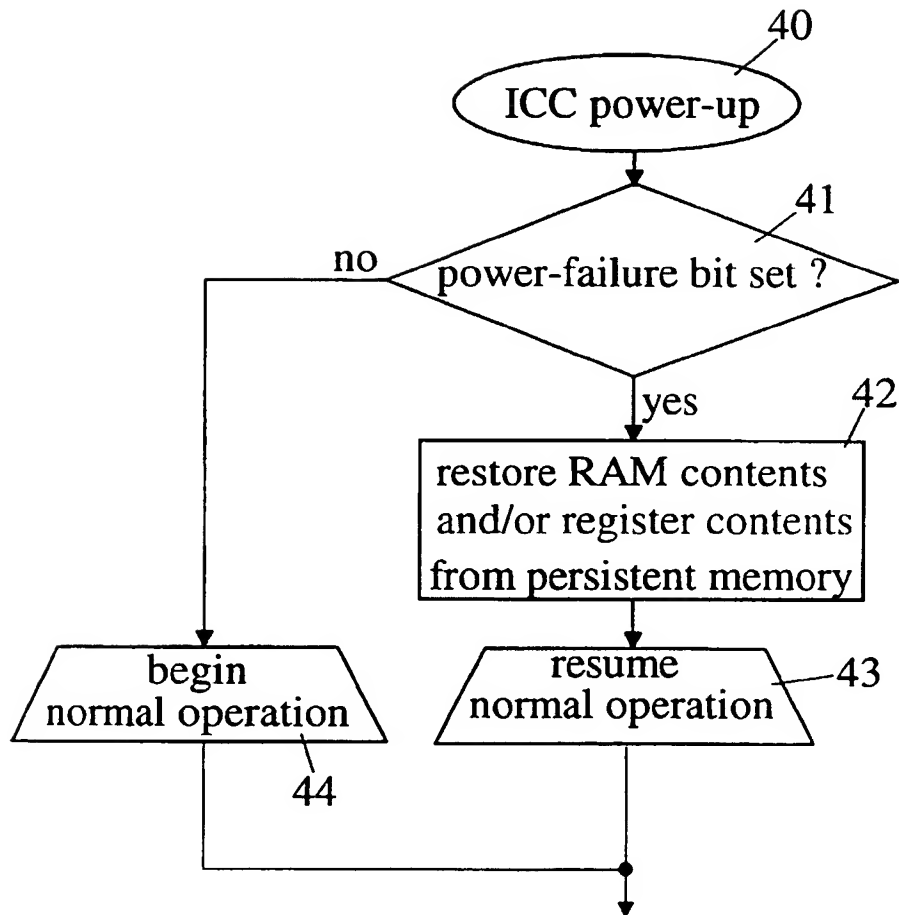 40
ICC power-up
41
no
power-failure bit set ?
yes
42
restore RAM contents
and/or register contents
from persistent memory
begin
normal operation
44
resume
normal operation
43